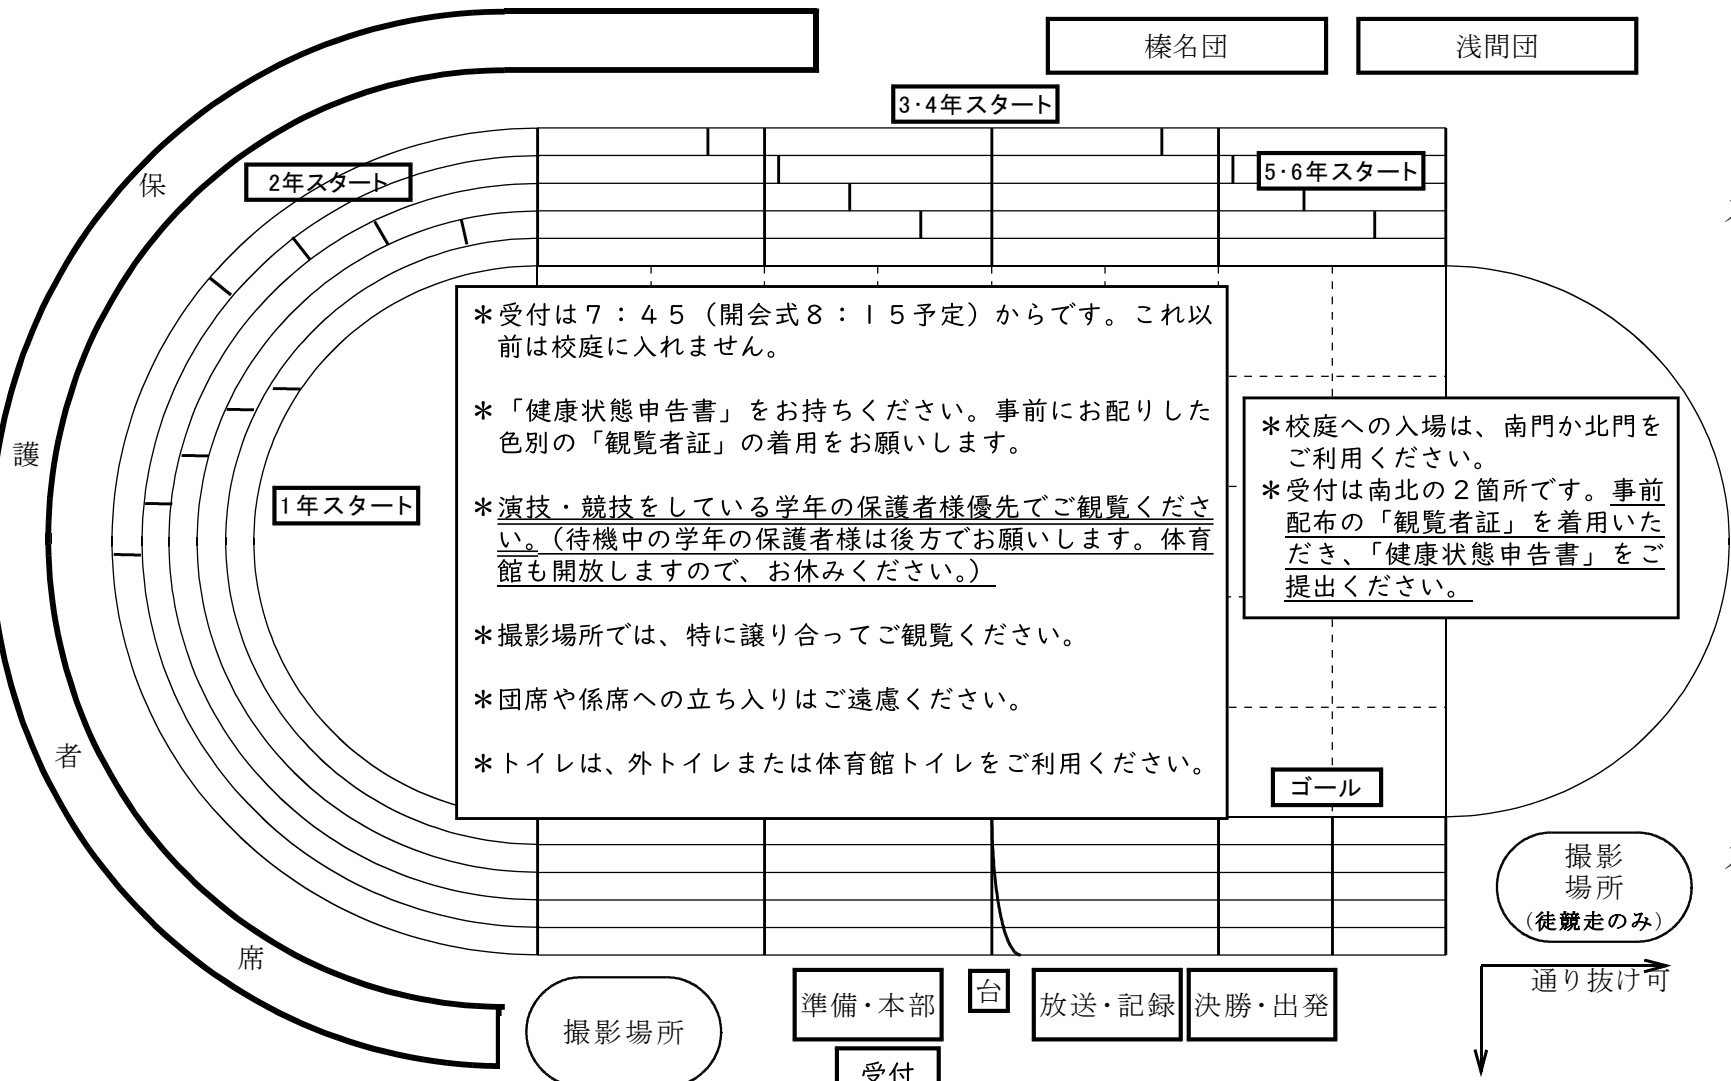 榛名団
浅間団
3・4年スタート
2年スタート
5・6年スタート
保
護
者
席
1年スタート
＊受付は７：４５（開会式８：１５予定）からです。これ以
前は校庭に入れません。
＊「健康状態申告書」をお持ちください。事前にお配りした
色別の「観覧者証」の着用をお願いします。
＊演技・競技をしている学年の保護者様優先でご観覧くださ
い。（待機中の学年の保護者様は後方でお願いします。体育
館も開放しますので、お休みください。）
＊撮影場所では、特に譲り合ってご観覧ください。
＊団席や係席への立ち入りはご遠慮ください。
＊トイレは、外トイレまたは体育館トイレをご利用ください。
＊校庭への入場は、南門か北門を
ご利用ください。
＊受付は南北の２箇所です。事前
配布の「観覧者証」を着用いた
だき、「健康状態申告書」をご
提出ください。
ゴール
撮影
場所
（徒競走のみ）
通り抜け可
撮影場所
準備・本部
台
放送・記録
決勝・出発
受付